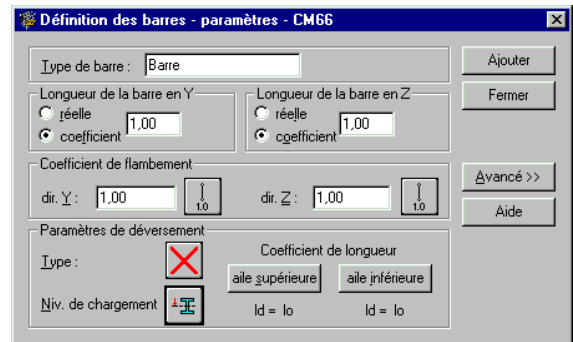 Définition des barres - paramètres - CM66
Type de barre : Barre
Ajouter
Fermer
Longueur de la barre en Y
réelle
coefficient
1,00
Longueur de la barre en Z
réelle
coefficient
1,00
Coefficient de flambement
dir. Y : 1,00 1.0
dir. Z : 1,00 1.0
Avancé >>
Aide
Paramètres de déversement
Type :
Coefficient de longueur
aile supérieure
aile inférieure
Niv. de chargement
ld = lo
ld = lo